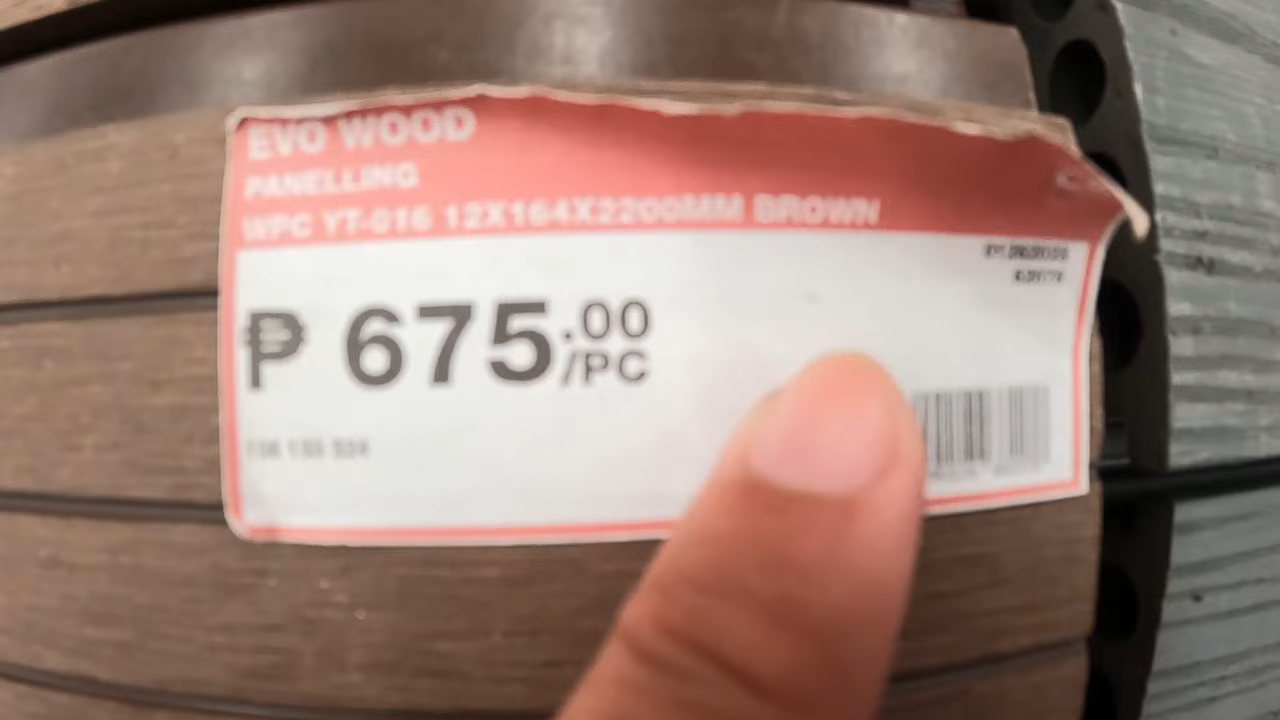 EVO WOOD
PANELLING
WPC YT-016 12X164X2200MM BROWN
₱ 675.00
/PC